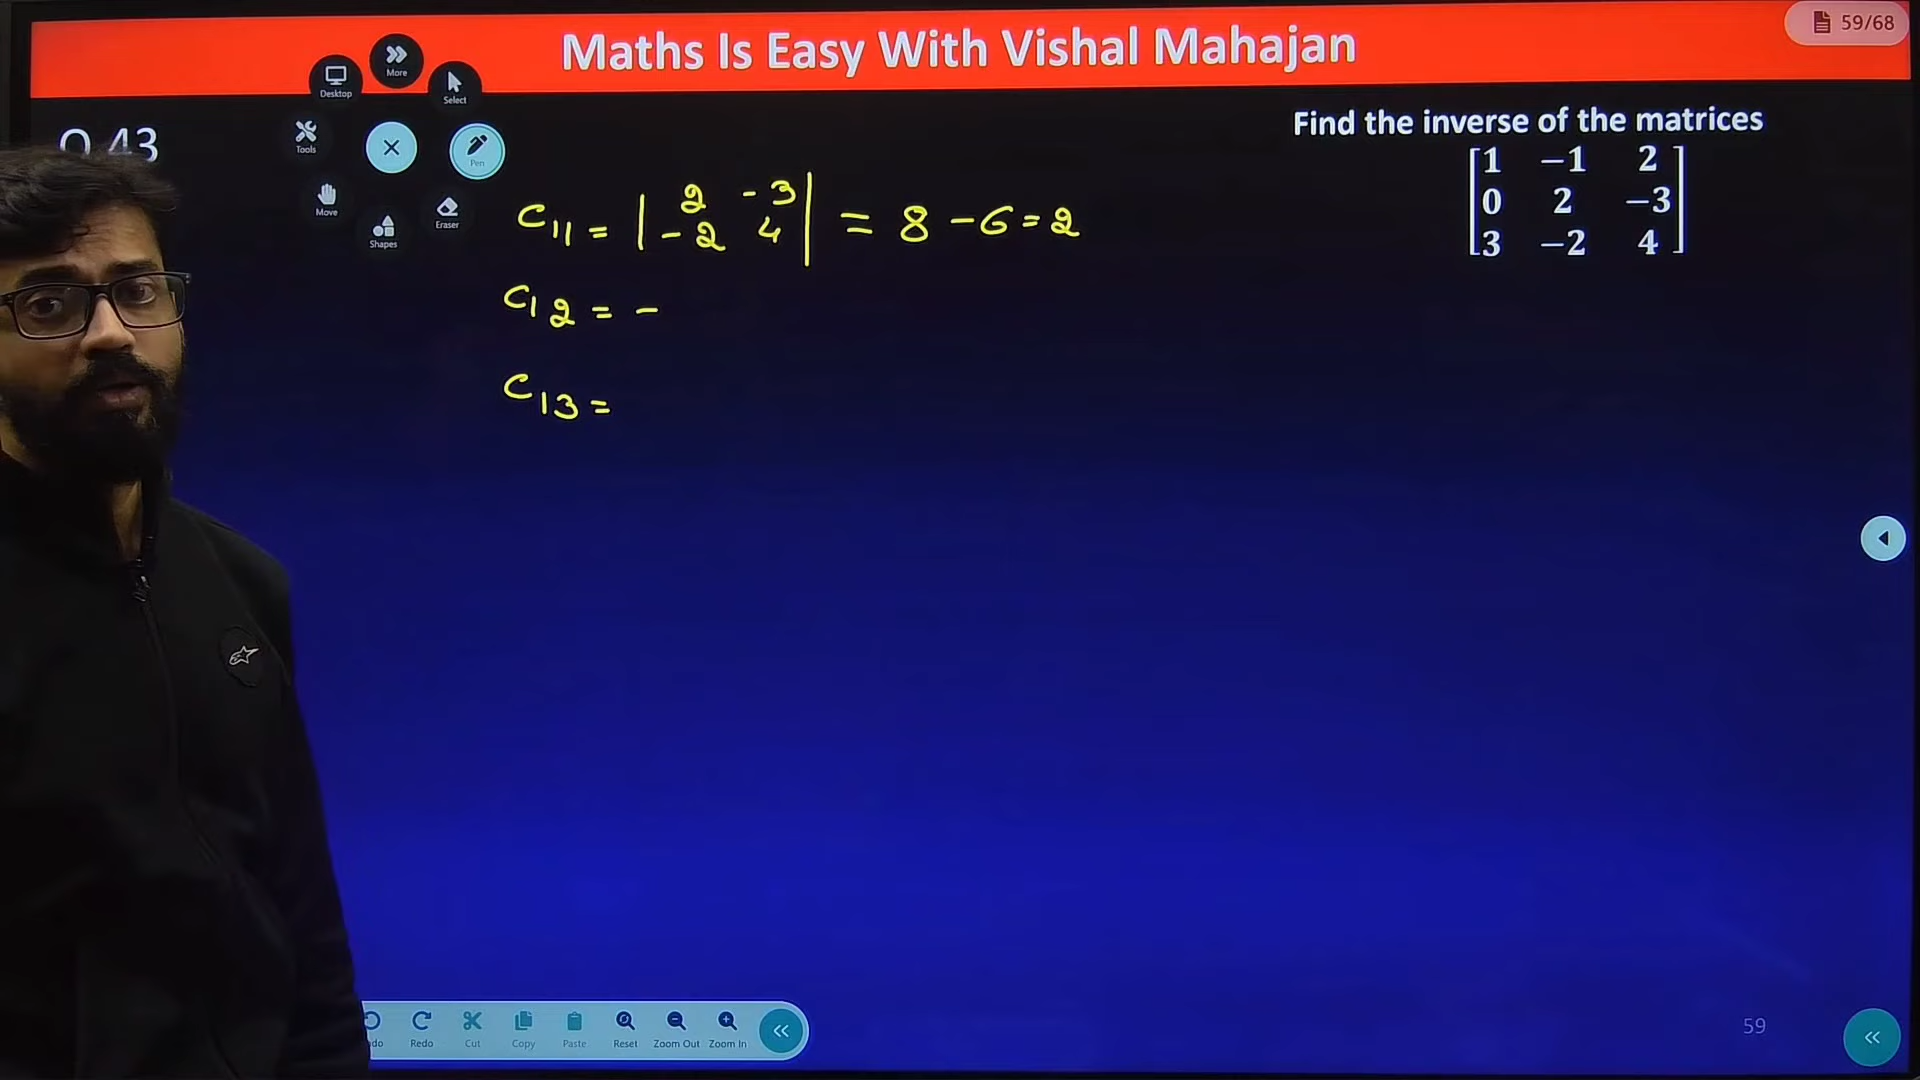 Maths Is Easy With Vishal Mahajan
59/68
More
Desktop
Select
Q.43
Tools
Pen
Move
Shapes
Eraser
Find the inverse of the matrices
[1 −1 2]
[0 2 −3]
[3 −2 4]
C₁₁ = | 2 -3 | = 8 - 6 = 2
| -2 4 |
C₁₂ = -
C₁₃ =
do Redo Cut Copy Paste Reset Zoom Out Zoom In
59